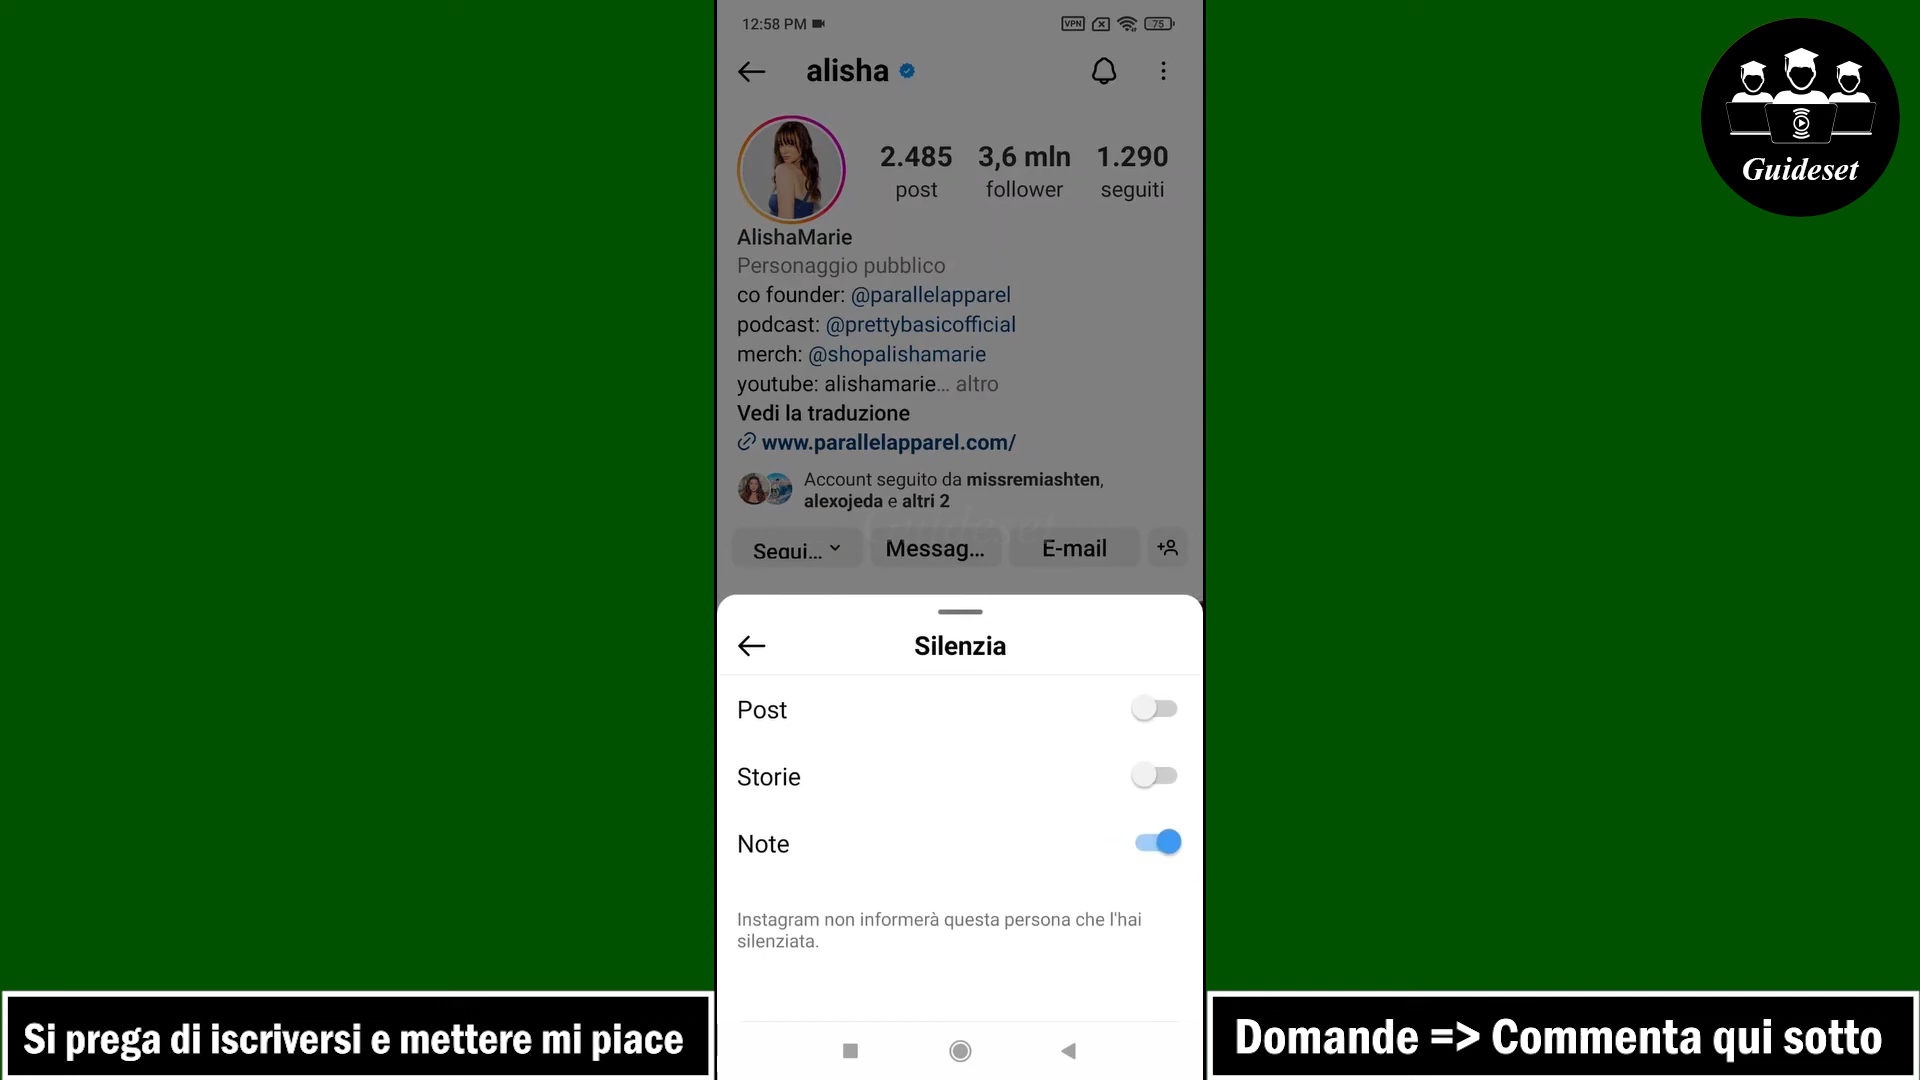 12:58 PM
VPN
75
alisha
Guideset
2.485 3,6 mln 1.290
post follower seguiti
AlishaMarie
Personaggio pubblico
co founder: @parallelapparel
podcast: @prettybasicofficial
merch: @shopalishamarie
youtube: alishamarie... altro
Vedi la traduzione
www.parallelapparel.com/
Account seguito da missremiashten,
alexojeda e altri 2
Guideset
Segui... Messag... E-mail
Silenzia
Post
Storie
Note
Instagram non informerà questa persona che l'hai
silenziata.
Si prega di iscriversi e mettere mi piace
Domande => Commenta qui sotto